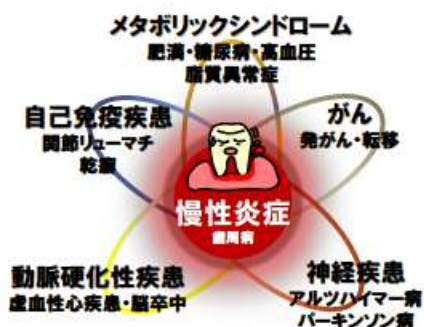 メタボリックシンドローム
肥満・糖尿病・高血圧
脂質異常症
自己免疫疾患
関節リューマチ
乾癬
がん
発がん・転移
慢性炎症
歯周病
動脈硬化性疾患
虚血性心疾患・脳卒中
神経疾患
アルツハイマー病
パーキンソン病